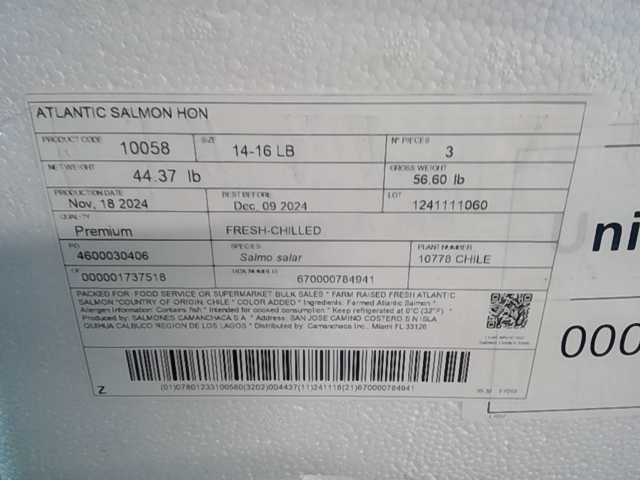 ATLANTIC SALMON HON
PRODUCT CODE 10058 SIZE 14-16 LB Nº PIECES 3
NET WEIGHT 44.37 lb GROSS WEIGHT 56.60 lb
PRODUCTION DATE Nov, 18 2024 BEST BEFORE Dec, 09 2024 LOT 1241111060
QUALITY Premium FRESH-CHILLED
PO 4600030406 SPECIES Salmo salar PLANT NUMBER 10778 CHILE
OF 000001737518 BOX NUMBER 670000784941
PACKED FOR: FOOD SERVICE OR SUPERMARKET BULK SALES * FARM RAISED FRESH ATLANTIC
SALMON *COUNTRY OF ORIGIN: CHILE * COLOR ADDED * Ingredients: Farmed Atlantic Salmon *
Allergen Information: Contains fish * Intended for cooked consumption * Keep refrigerated at 0°C (32°F) *
Produced by: SALMONES CAMANCHACA S A * Address: SAN JOSE CAMINO COSTERO S N ISLA
QUIHUA CALBUCO REGION DE LOS LAGOS * Distributed by: Camanchaca Inc., Miami FL 33126
Z
(01)07801233100580(3202)004437(11)241118(21)670000784941
Uni
000